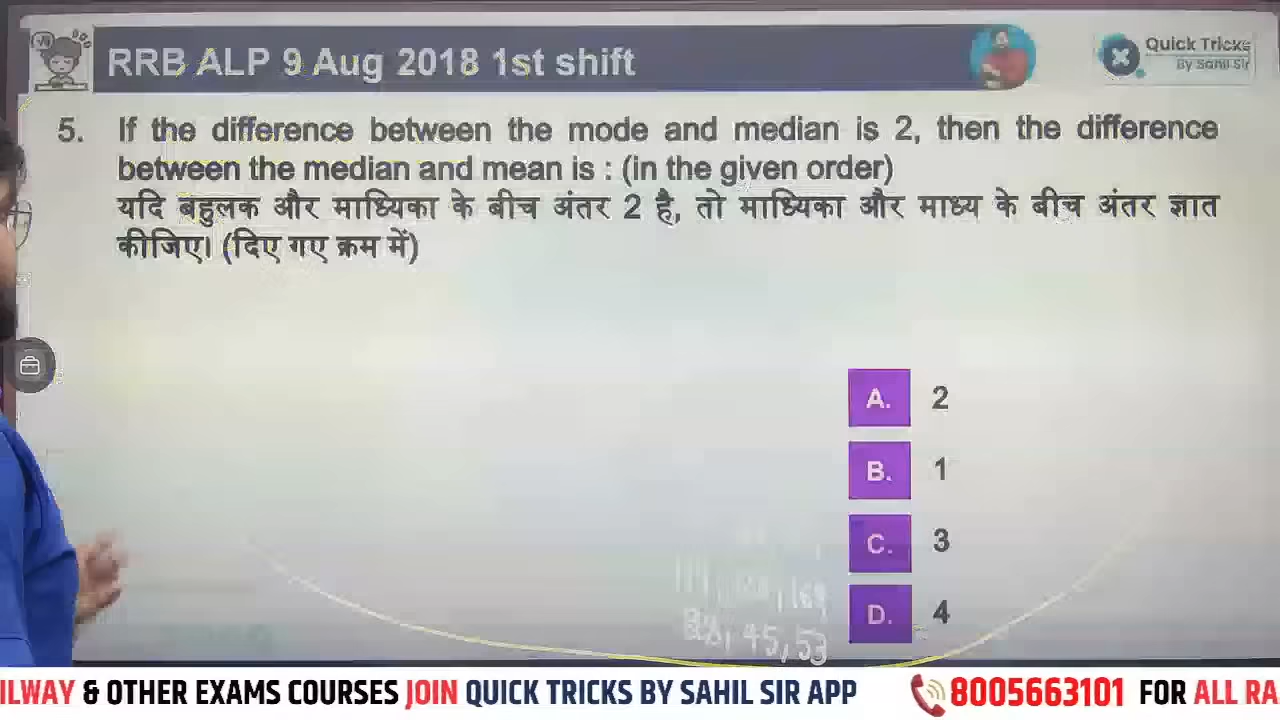 RRB ALP 9 Aug 2018 1st shift
Quick Tricks
By Sahil Sir
5. If the difference between the mode and median is 2, then the difference
between the median and mean is : (in the given order)
यदि बहुलक और माध्यिका के बीच अंतर 2 है, तो माध्यिका और माध्य के बीच अंतर ज्ञात
कीजिए। (दिए गए क्रम में)
A. 2
B. 1
C. 3
D. 4
45, 53
ILWAY & OTHER EXAMS COURSES JOIN QUICK TRICKS BY SAHIL SIR APP 8005663101 FOR ALL RA